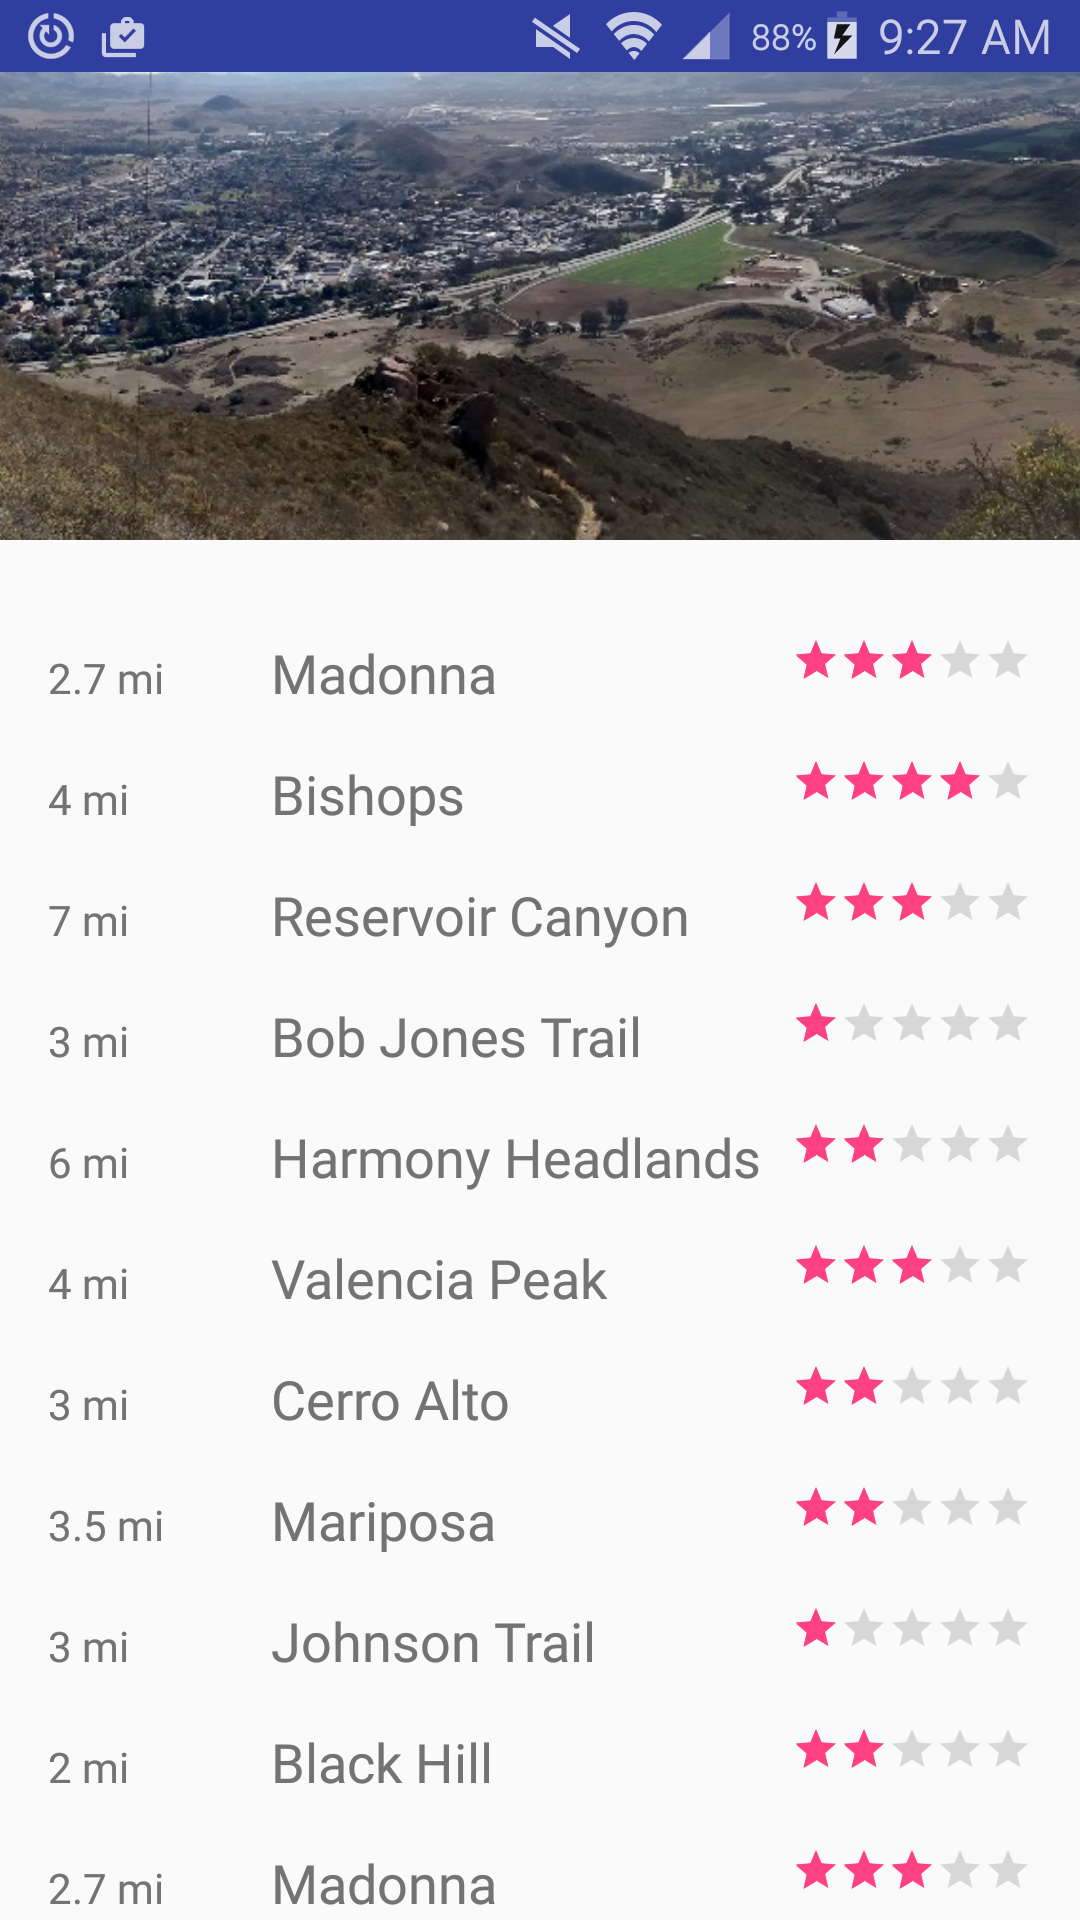 88% 9:27 AM
2.7 mi Madonna
4 mi Bishops
7 mi Reservoir Canyon
3 mi Bob Jones Trail
6 mi Harmony Headlands
4 mi Valencia Peak
3 mi Cerro Alto
3.5 mi Mariposa
3 mi Johnson Trail
2 mi Black Hill
2.7 mi Madonna